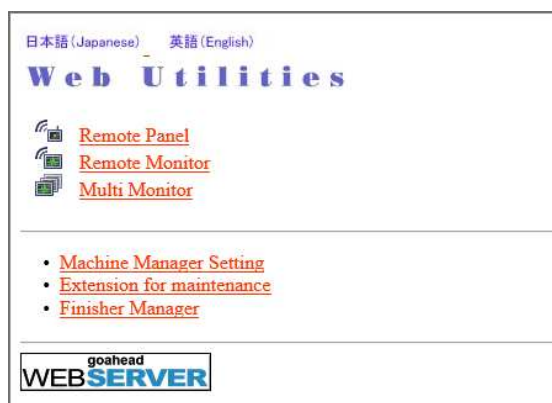 日本語(Japanese) 英語(English)
Web Utilities
Remote Panel
Remote Monitor
Multi Monitor
Machine Manager Setting
Extension for maintenance
Finisher Manager
goahead
WEBSERVER